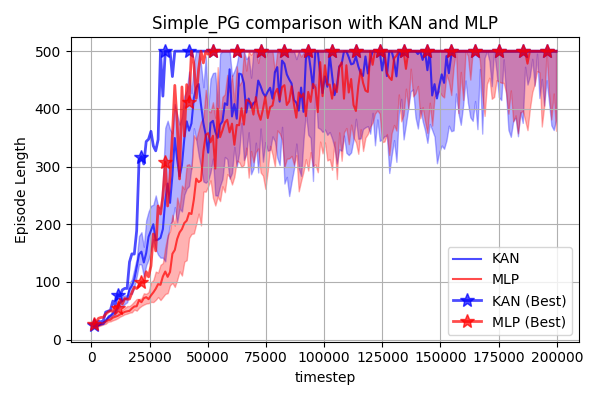 Simple_PG comparison with KAN and MLP
Episode Length
500
400
300
200
100
0
0
25000
50000
75000
100000
125000
150000
175000
200000
timestep
KAN
MLP
KAN (Best)
MLP (Best)